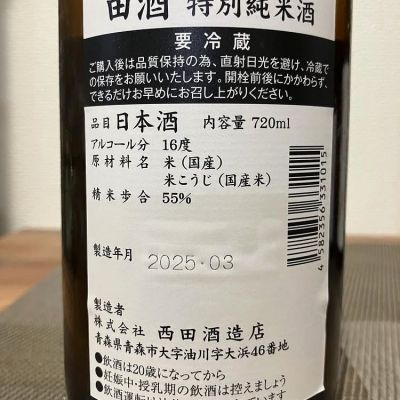 田酒 特別純米酒
要冷蔵
ご購入後は品質保持の為、直射日光を避け、冷蔵で
の保存をお願いいたします。開栓前後にかかわらず、
できるだけお早めにお召し上がりください。
品目 日本酒 内容量 720ml
アルコール分 16度
原材料名 米(国産)
米こうじ(国産米)
精米歩合 55%
製造年月 2025・03
製造者
株式会社 西田酒造店
青森県青森市大字油川字大浜46番地
●飲酒は20歳になってから
●妊娠中・授乳期の飲酒は控えましょう
●飲酒運転は法
4 582356 331015